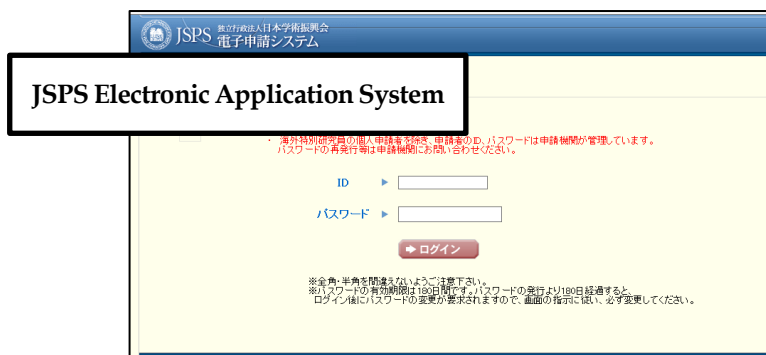 JSPS 独立行政法人日本学術振興会
電子申請システム
JSPS Electronic Application System
・ 海外特別研究員の個人申請者を除き、申請者のID、パスワードは申請機関が管理しています。
パスワードの再発行等は申請機関にお問い合わせください。
ID
パスワード
ログイン
※全角・半角を間違えないようご注意下さい。
※パスワードの有効期限は180日間です。パスワードの発行より180日経過すると、
ログイン後にパスワードの変更が要求されますので、画面の指示に従い、必ず変更してください。